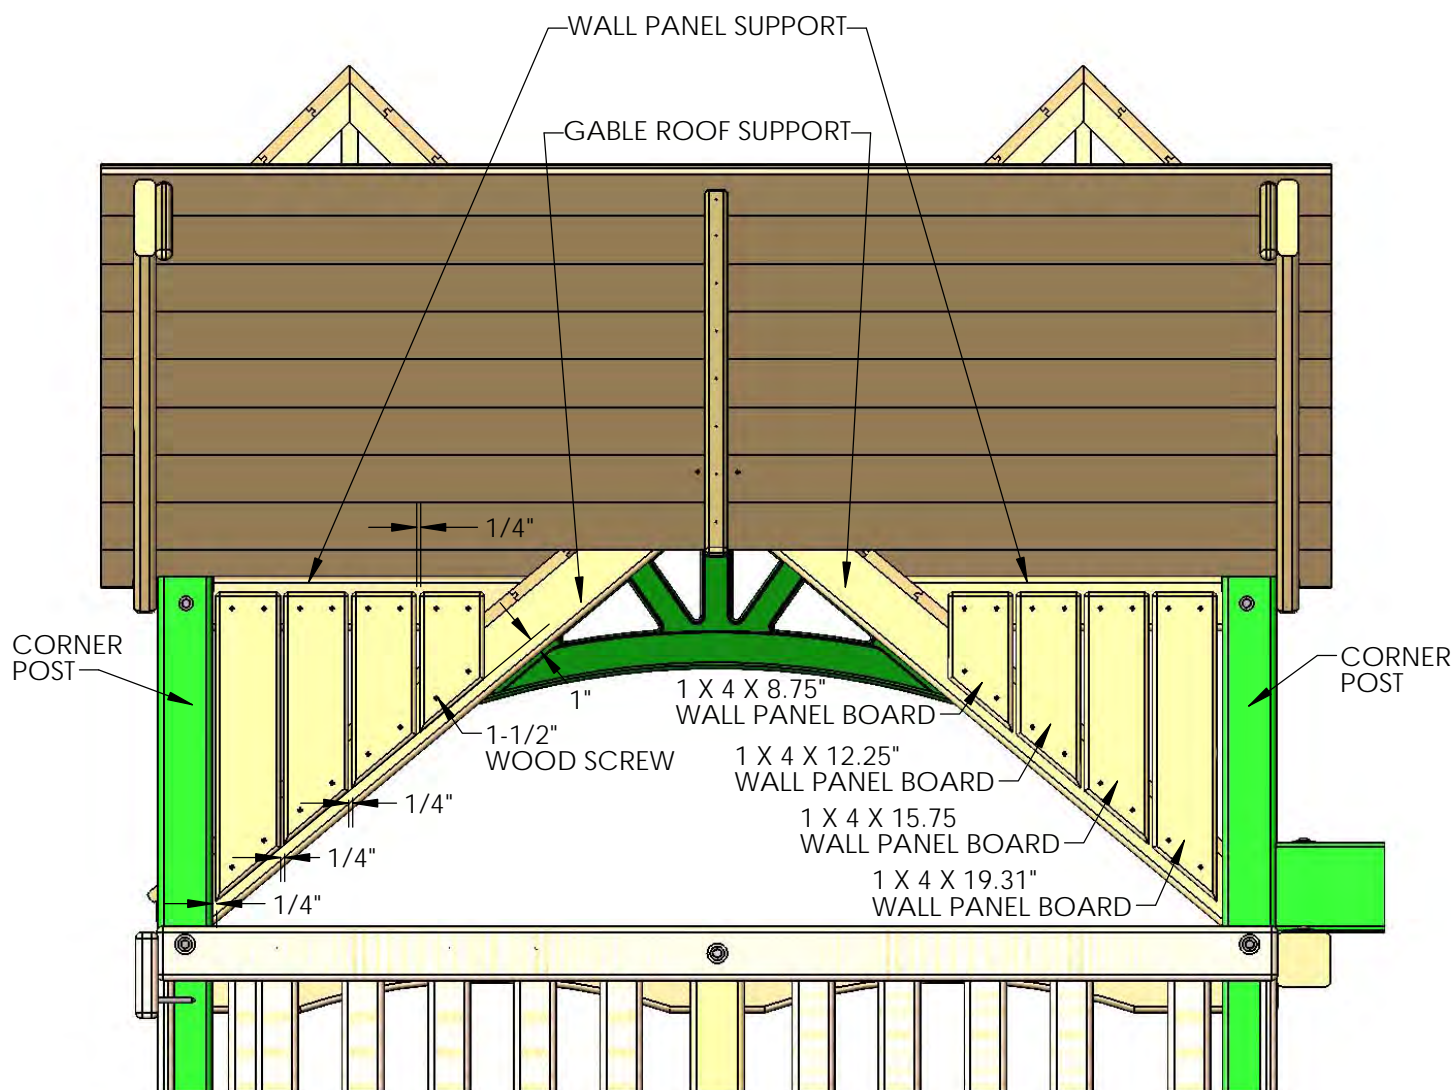 WALL PANEL SUPPORT
GABLE ROOF SUPPORT
1/4"
CORNER
POST
CORNER
POST
1"
1 X 4 X 8.75"
WALL PANEL BOARD
1-1/2"
WOOD SCREW
1 X 4 X 12.25"
WALL PANEL BOARD
1/4"
1 X 4 X 15.75
WALL PANEL BOARD
1/4"
1 X 4 X 19.31"
WALL PANEL BOARD
1/4"